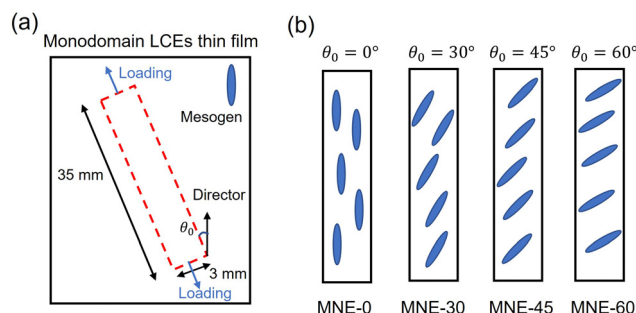 (a)
Monodomain LCEs thin film
Loading
Mesogen
35 mm
Director
θ₀
3 mm
Loading
(b)
θ₀ = 0° θ₀ = 30° θ₀ = 45° θ₀ = 60°
MNE-0 MNE-30 MNE-45 MNE-60